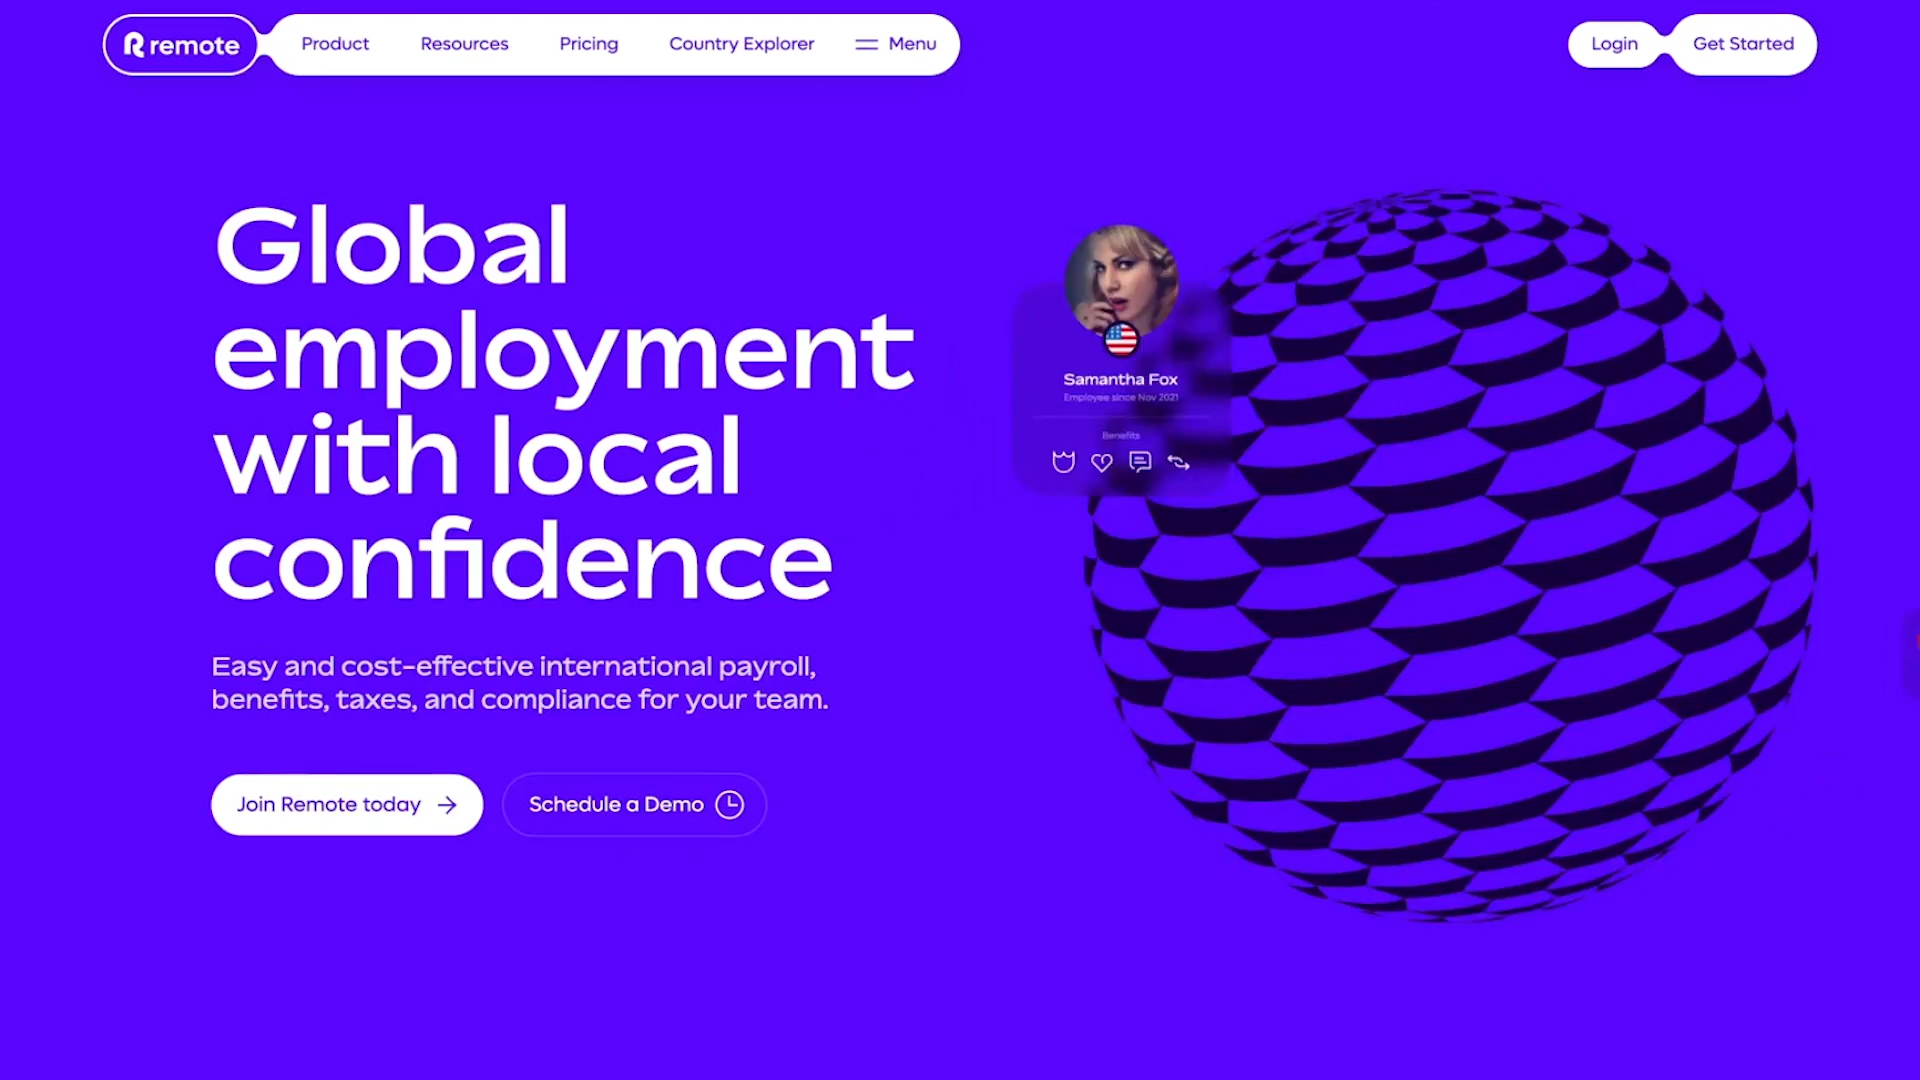 remote
Product
Resources
Pricing
Country Explorer
Menu
Login
Get Started
Global
employment
with local
confidence
Easy and cost-effective international payroll,
benefits, taxes, and compliance for your team.
Join Remote today
Schedule a Demo
Samantha Fox
Employee since Nov 2021
Benefits